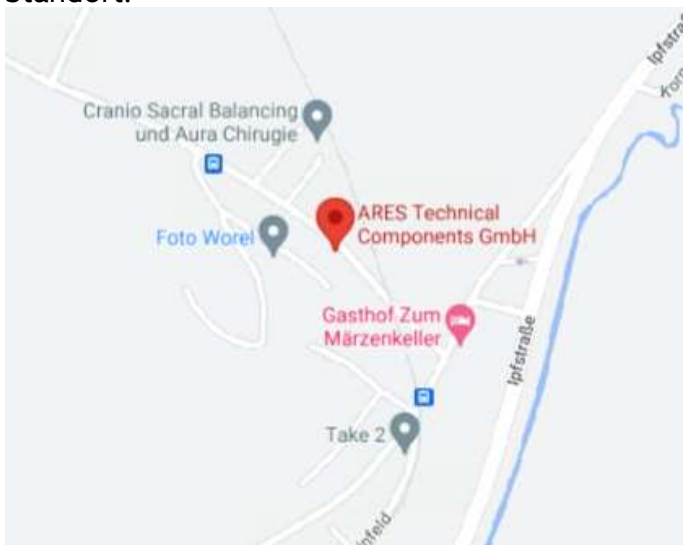 Standort:
Ipfstraße
Cranio Sacral Balancing
und Aura Chirugie
ARES Technical
Components GmbH
Foto Worel
Gasthof Zum
Märzenkeller
Ipfstraße
Take 2